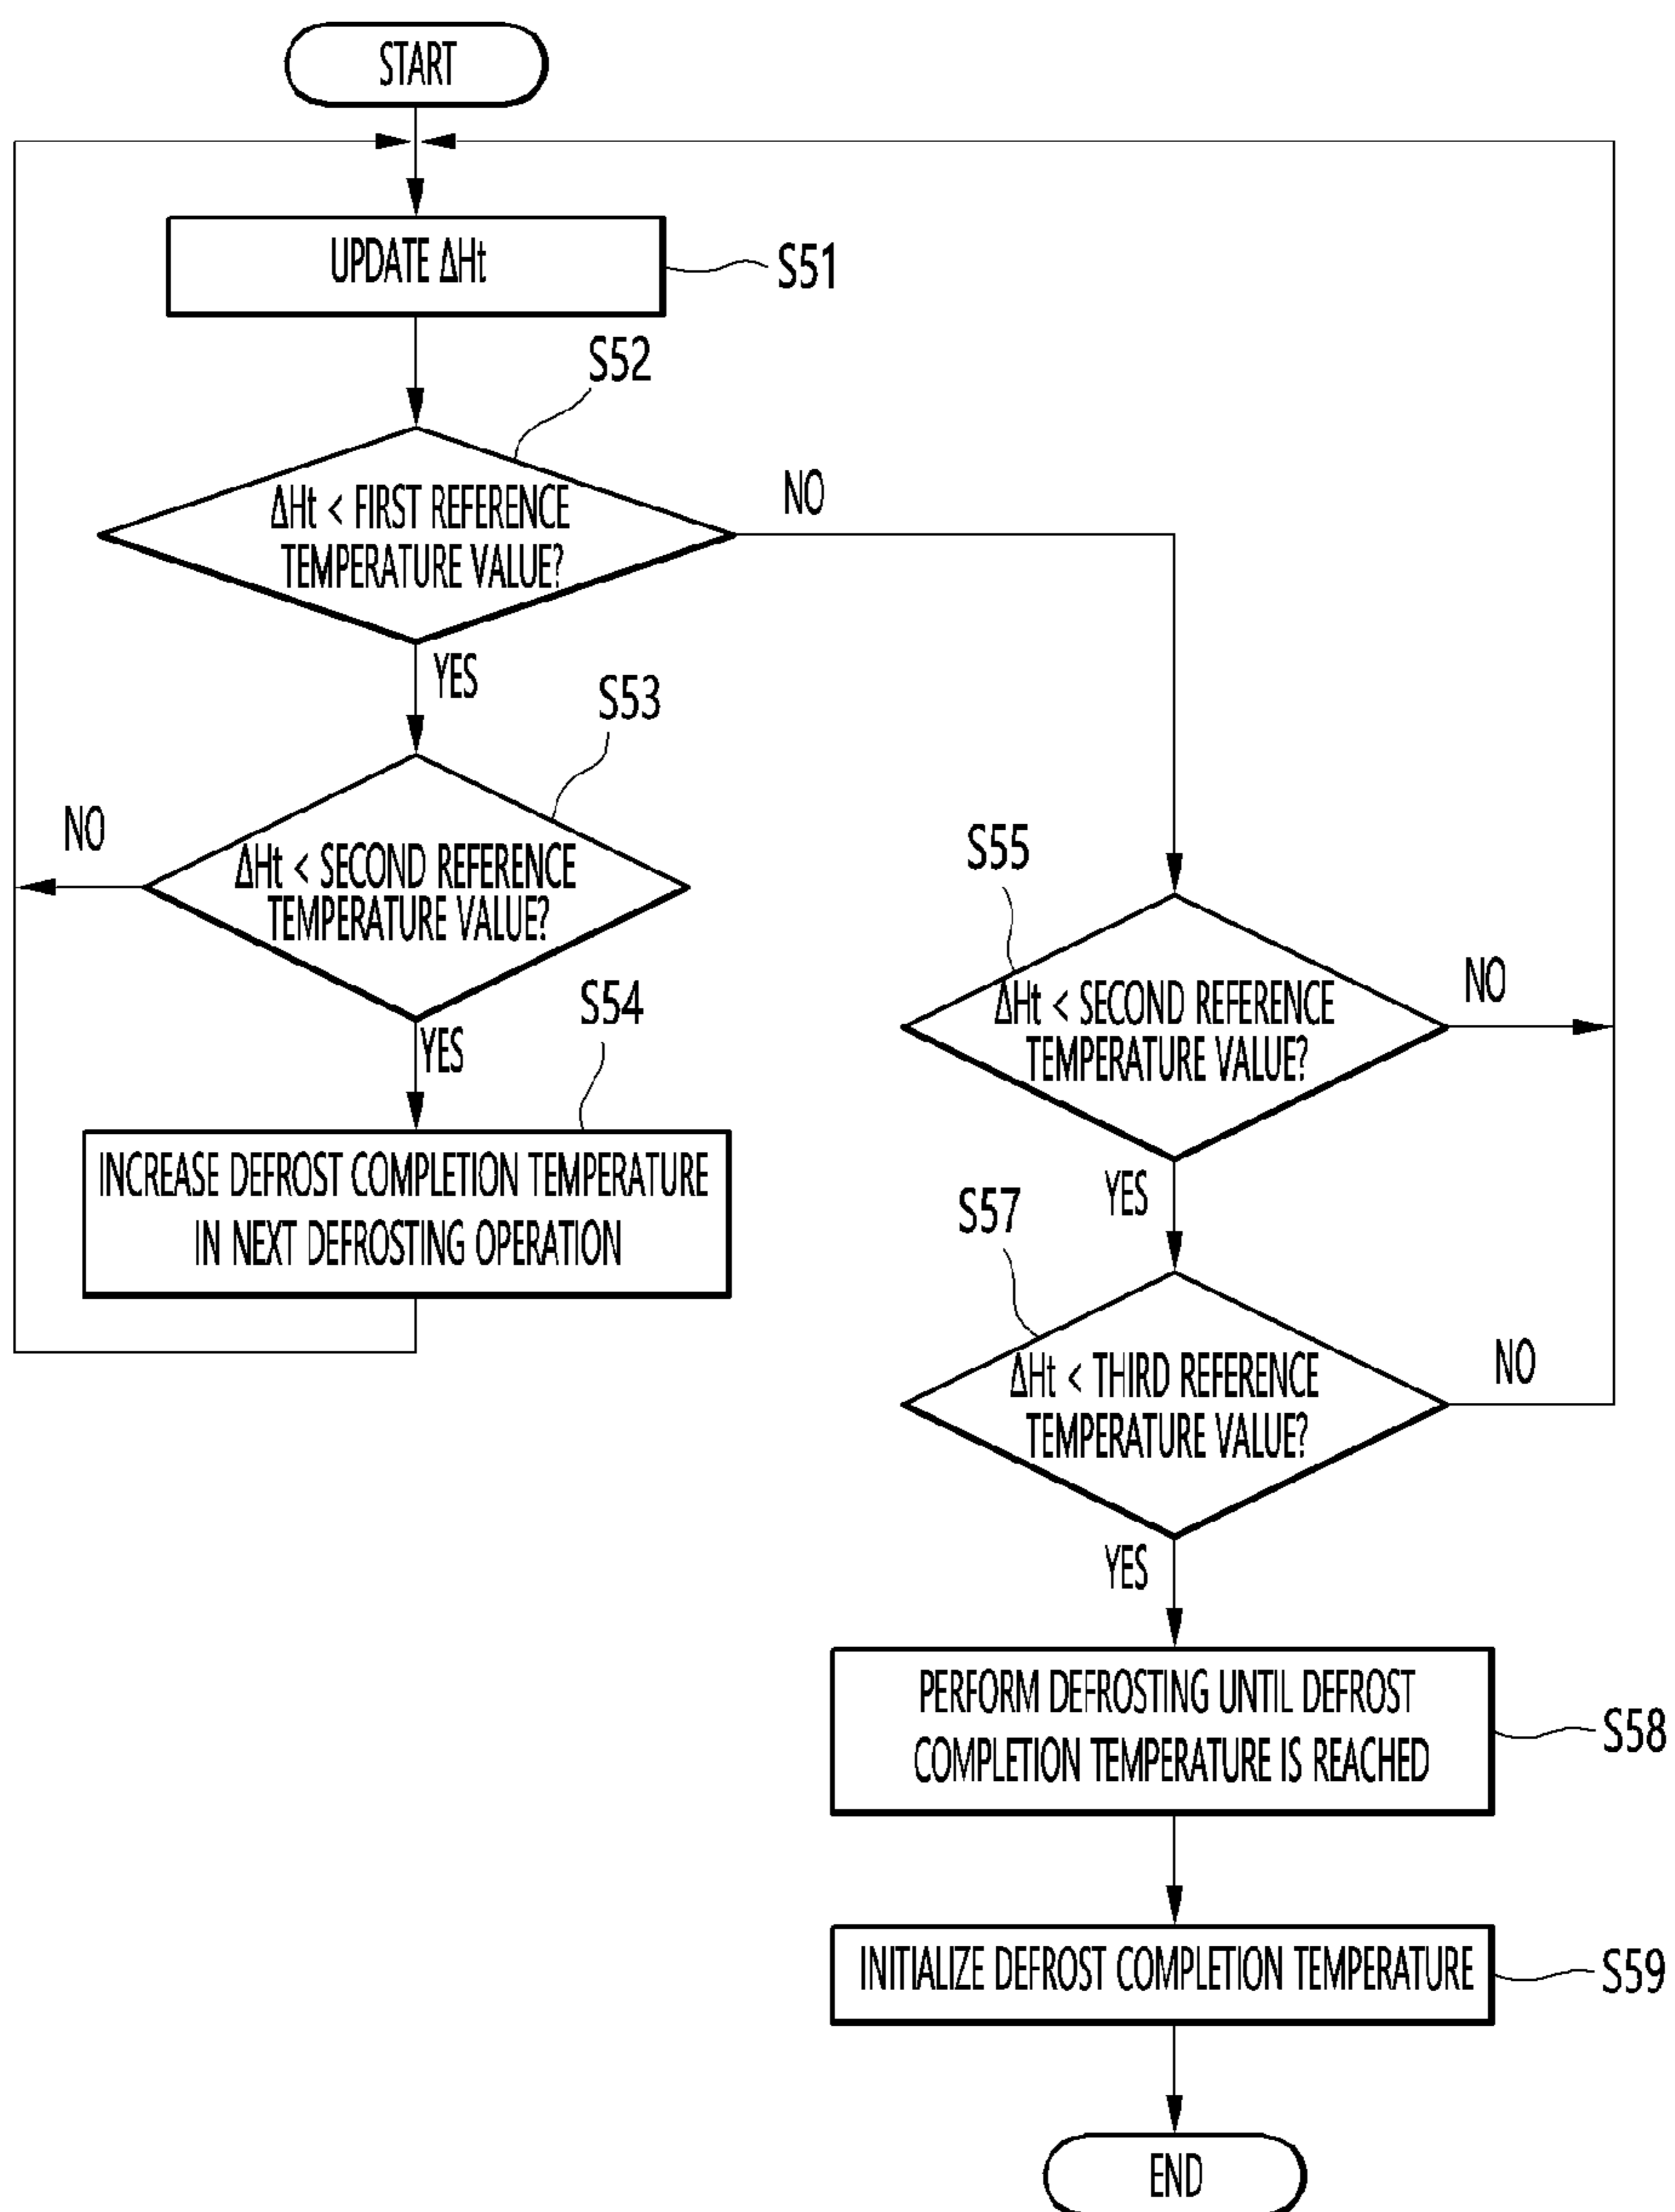 START
UPDATE ΔHt
S51
S52
ΔHt < FIRST REFERENCE
TEMPERATURE VALUE?
NO
YES
S53
ΔHt < SECOND REFERENCE
TEMPERATURE VALUE?
NO
YES
S54
INCREASE DEFROST COMPLETION TEMPERATURE
IN NEXT DEFROSTING OPERATION
S55
ΔHt < SECOND REFERENCE
TEMPERATURE VALUE?
NO
YES
S57
ΔHt < THIRD REFERENCE
TEMPERATURE VALUE?
NO
YES
PERFORM DEFROSTING UNTIL DEFROST
COMPLETION TEMPERATURE IS REACHED
S58
INITIALIZE DEFROST COMPLETION TEMPERATURE
S59
END